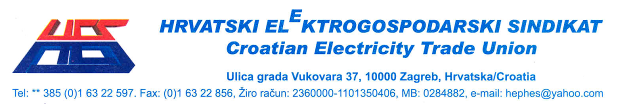 HRVATSKI ELEKTROGOSPODARSKI SINDIKAT
Croatian Electricity Trade Union
Ulica grada Vukovara 37, 10000 Zagreb, Hrvatska/Croatia
Tel: ** 385 (0)1 63 22 597. Fax: (0)1 63 22 856, Žiro račun: 2360000-1101350406, MB: 0284882, e-mail: hephes@yahoo.com